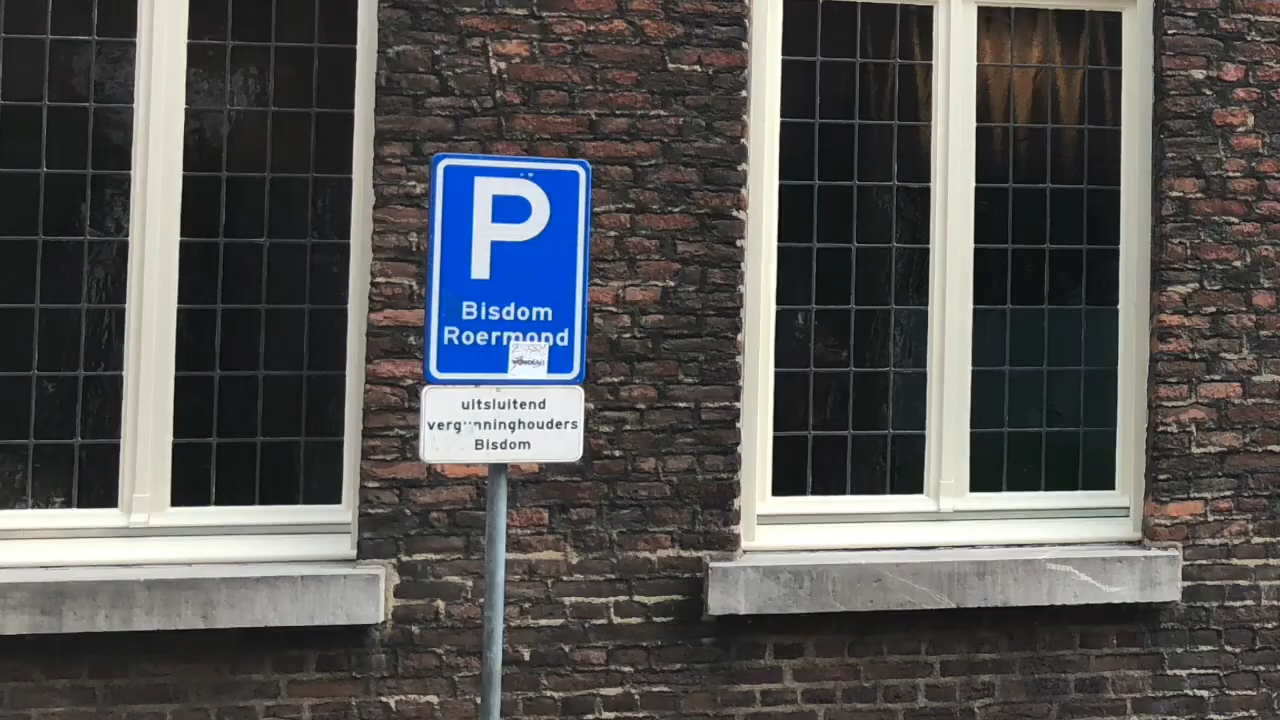 P
Bisdom
Roermond
uitsluitend
vergunninghouders
Bisdom